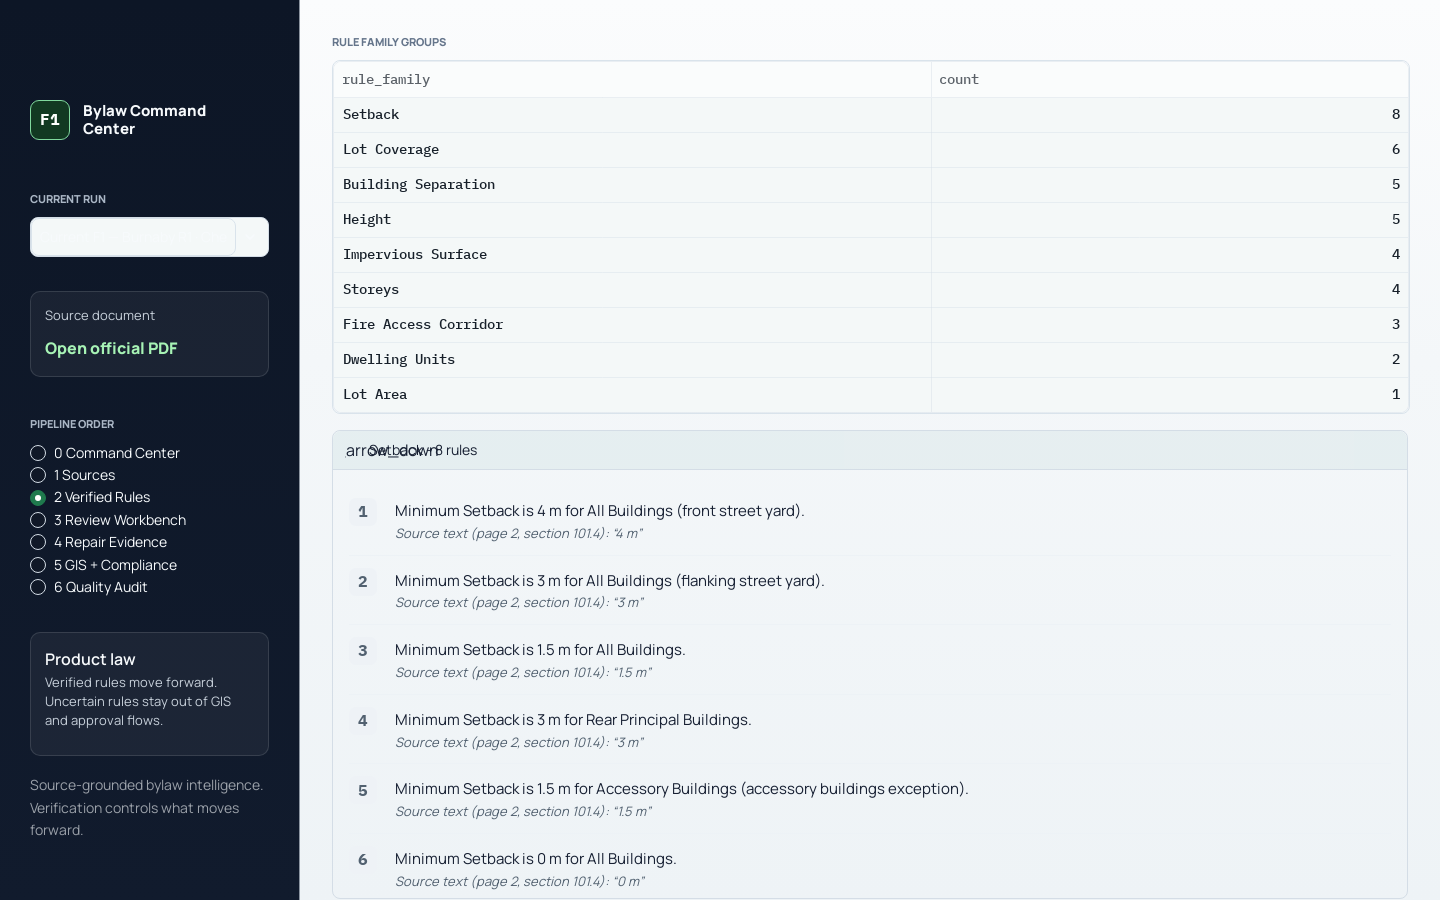 F1
Bylaw Command
Center
CURRENT RUN
Source document
Open official PDF
PIPELINE ORDER
0 Command Center
1 Sources
2 Verified Rules
3 Review Workbench
4 Repair Evidence
5 GIS + Compliance
6 Quality Audit
Product law
Verified rules move forward.
Uncertain rules stay out of GIS
and approval flows.
Source-grounded bylaw intelligence.
Verification controls what moves
forward.
RULE FAMILY GROUPS
rule_family count
Setback 8
Lot Coverage 6
Building Separation 5
Height 5
Impervious Surface 4
Storeys 4
Fire Access Corridor 3
Dwelling Units 2
Lot Area 1
arrow_down Setback · 8 rules
1 Minimum Setback is 4 m for All Buildings (front street yard).
Source text (page 2, section 101.4): “4 m”
2 Minimum Setback is 3 m for All Buildings (flanking street yard).
Source text (page 2, section 101.4): “3 m”
3 Minimum Setback is 1.5 m for All Buildings.
Source text (page 2, section 101.4): “1.5 m”
4 Minimum Setback is 3 m for Rear Principal Buildings.
Source text (page 2, section 101.4): “3 m”
5 Minimum Setback is 1.5 m for Accessory Buildings (accessory buildings exception).
Source text (page 2, section 101.4): “1.5 m”
6 Minimum Setback is 0 m for All Buildings.
Source text (page 2, section 101.4): “0 m”